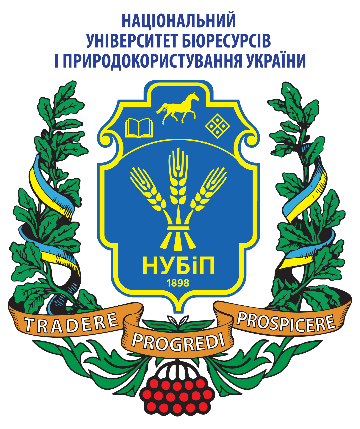 НАЦІОНАЛЬНИЙ
УНІВЕРСИТЕТ БІОРЕСУРСІВ
І ПРИРОДОКОРИСТУВАННЯ УКРАЇНИ
НУБіП
1898
TRADERE
PROGREDI
PROSPICERE